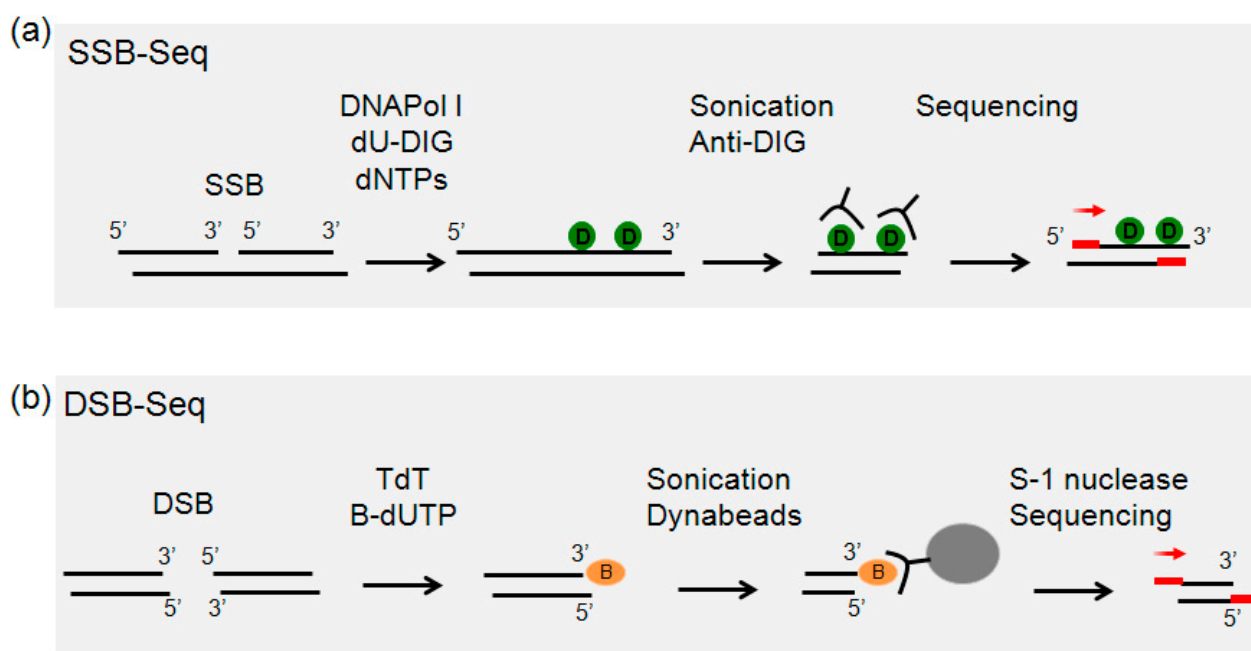 (a)
SSB-Seq
DNAPol I
dU-DIG
dNTPs
Sonication
Anti-DIG
Sequencing
SSB
5’ 3’ 5’ 3’
5’ D D 3’
D D
5’ D D 3’
(b)
DSB-Seq
TdT
B-dUTP
Sonication
Dynabeads
S-1 nuclease
Sequencing
DSB
3’ 5’
5’ 3’
3’
B
5’
3’
B
5’
3’
5’